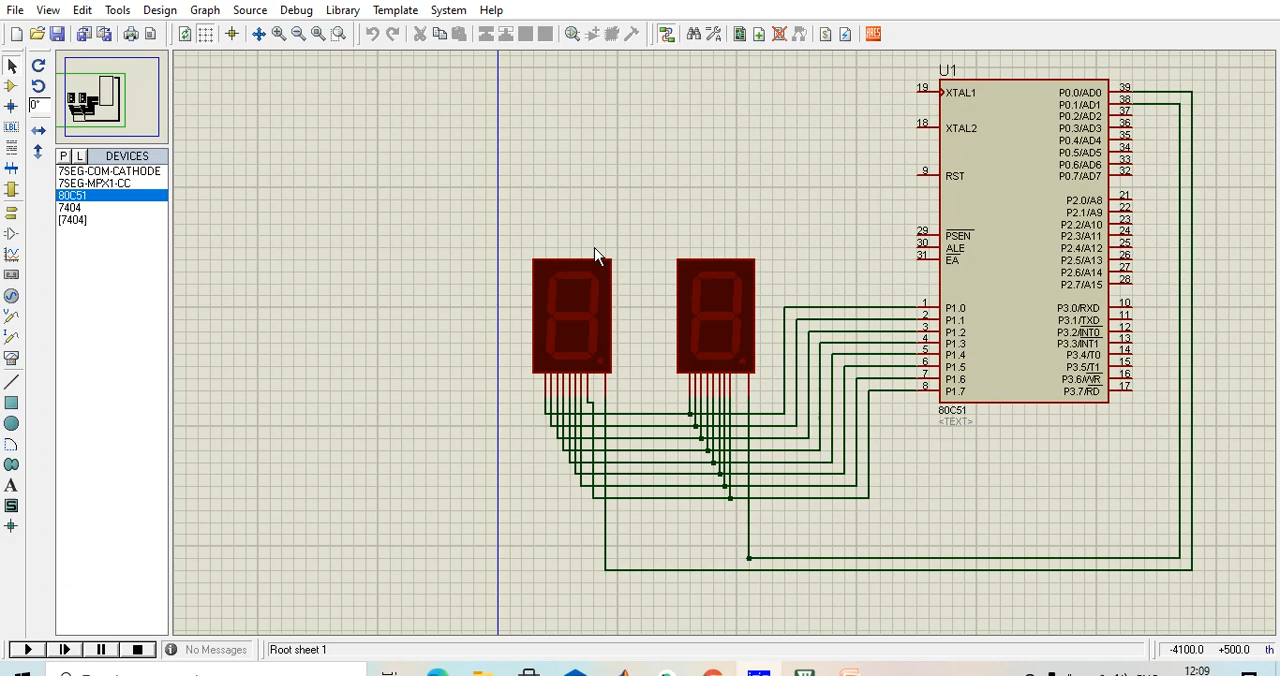 File View Edit Tools Design Graph Source Debug Library Template System Help
ARES
0°
LBL
P L DEVICES
7SEG-COM-CATHODE
7SEG-MPX1-CC
80C51
7404
[7404]
A
S
U1
19 XTAL1
18 XTAL2
9 RST
29 PSEN
30 ALE
31 EA
1 P1.0
2 P1.1
3 P1.2
4 P1.3
5 P1.4
6 P1.5
7 P1.6
8 P1.7
P0.0/AD0 39
P0.1/AD1 38
P0.2/AD2 37
P0.3/AD3 36
P0.4/AD4 35
P0.5/AD5 34
P0.6/AD6 33
P0.7/AD7 32
P2.0/A8 21
P2.1/A9 22
P2.2/A10 23
P2.3/A11 24
P2.4/A12 25
P2.5/A13 26
P2.6/A14 27
P2.7/A15 28
P3.0/RXD 10
P3.1/TXD 11
P3.2/INT0 12
P3.3/INT1 13
P3.4/T0 14
P3.5/T1 15
P3.6/WR 16
P3.7/RD 17
80C51
<TEXT>
No Messages Root sheet 1 -4100.0 +500.0 th
12:09